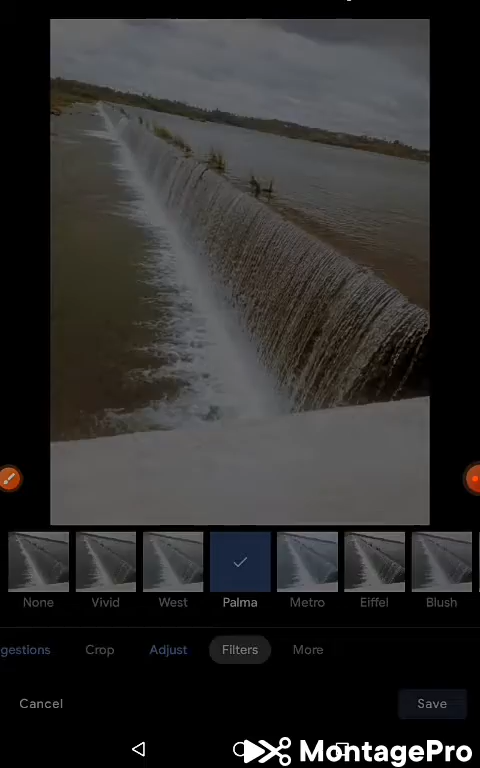 None Vivid West Palma Metro Eiffel Blush
gestions Crop Adjust Filters More
Cancel Save
MontagePro